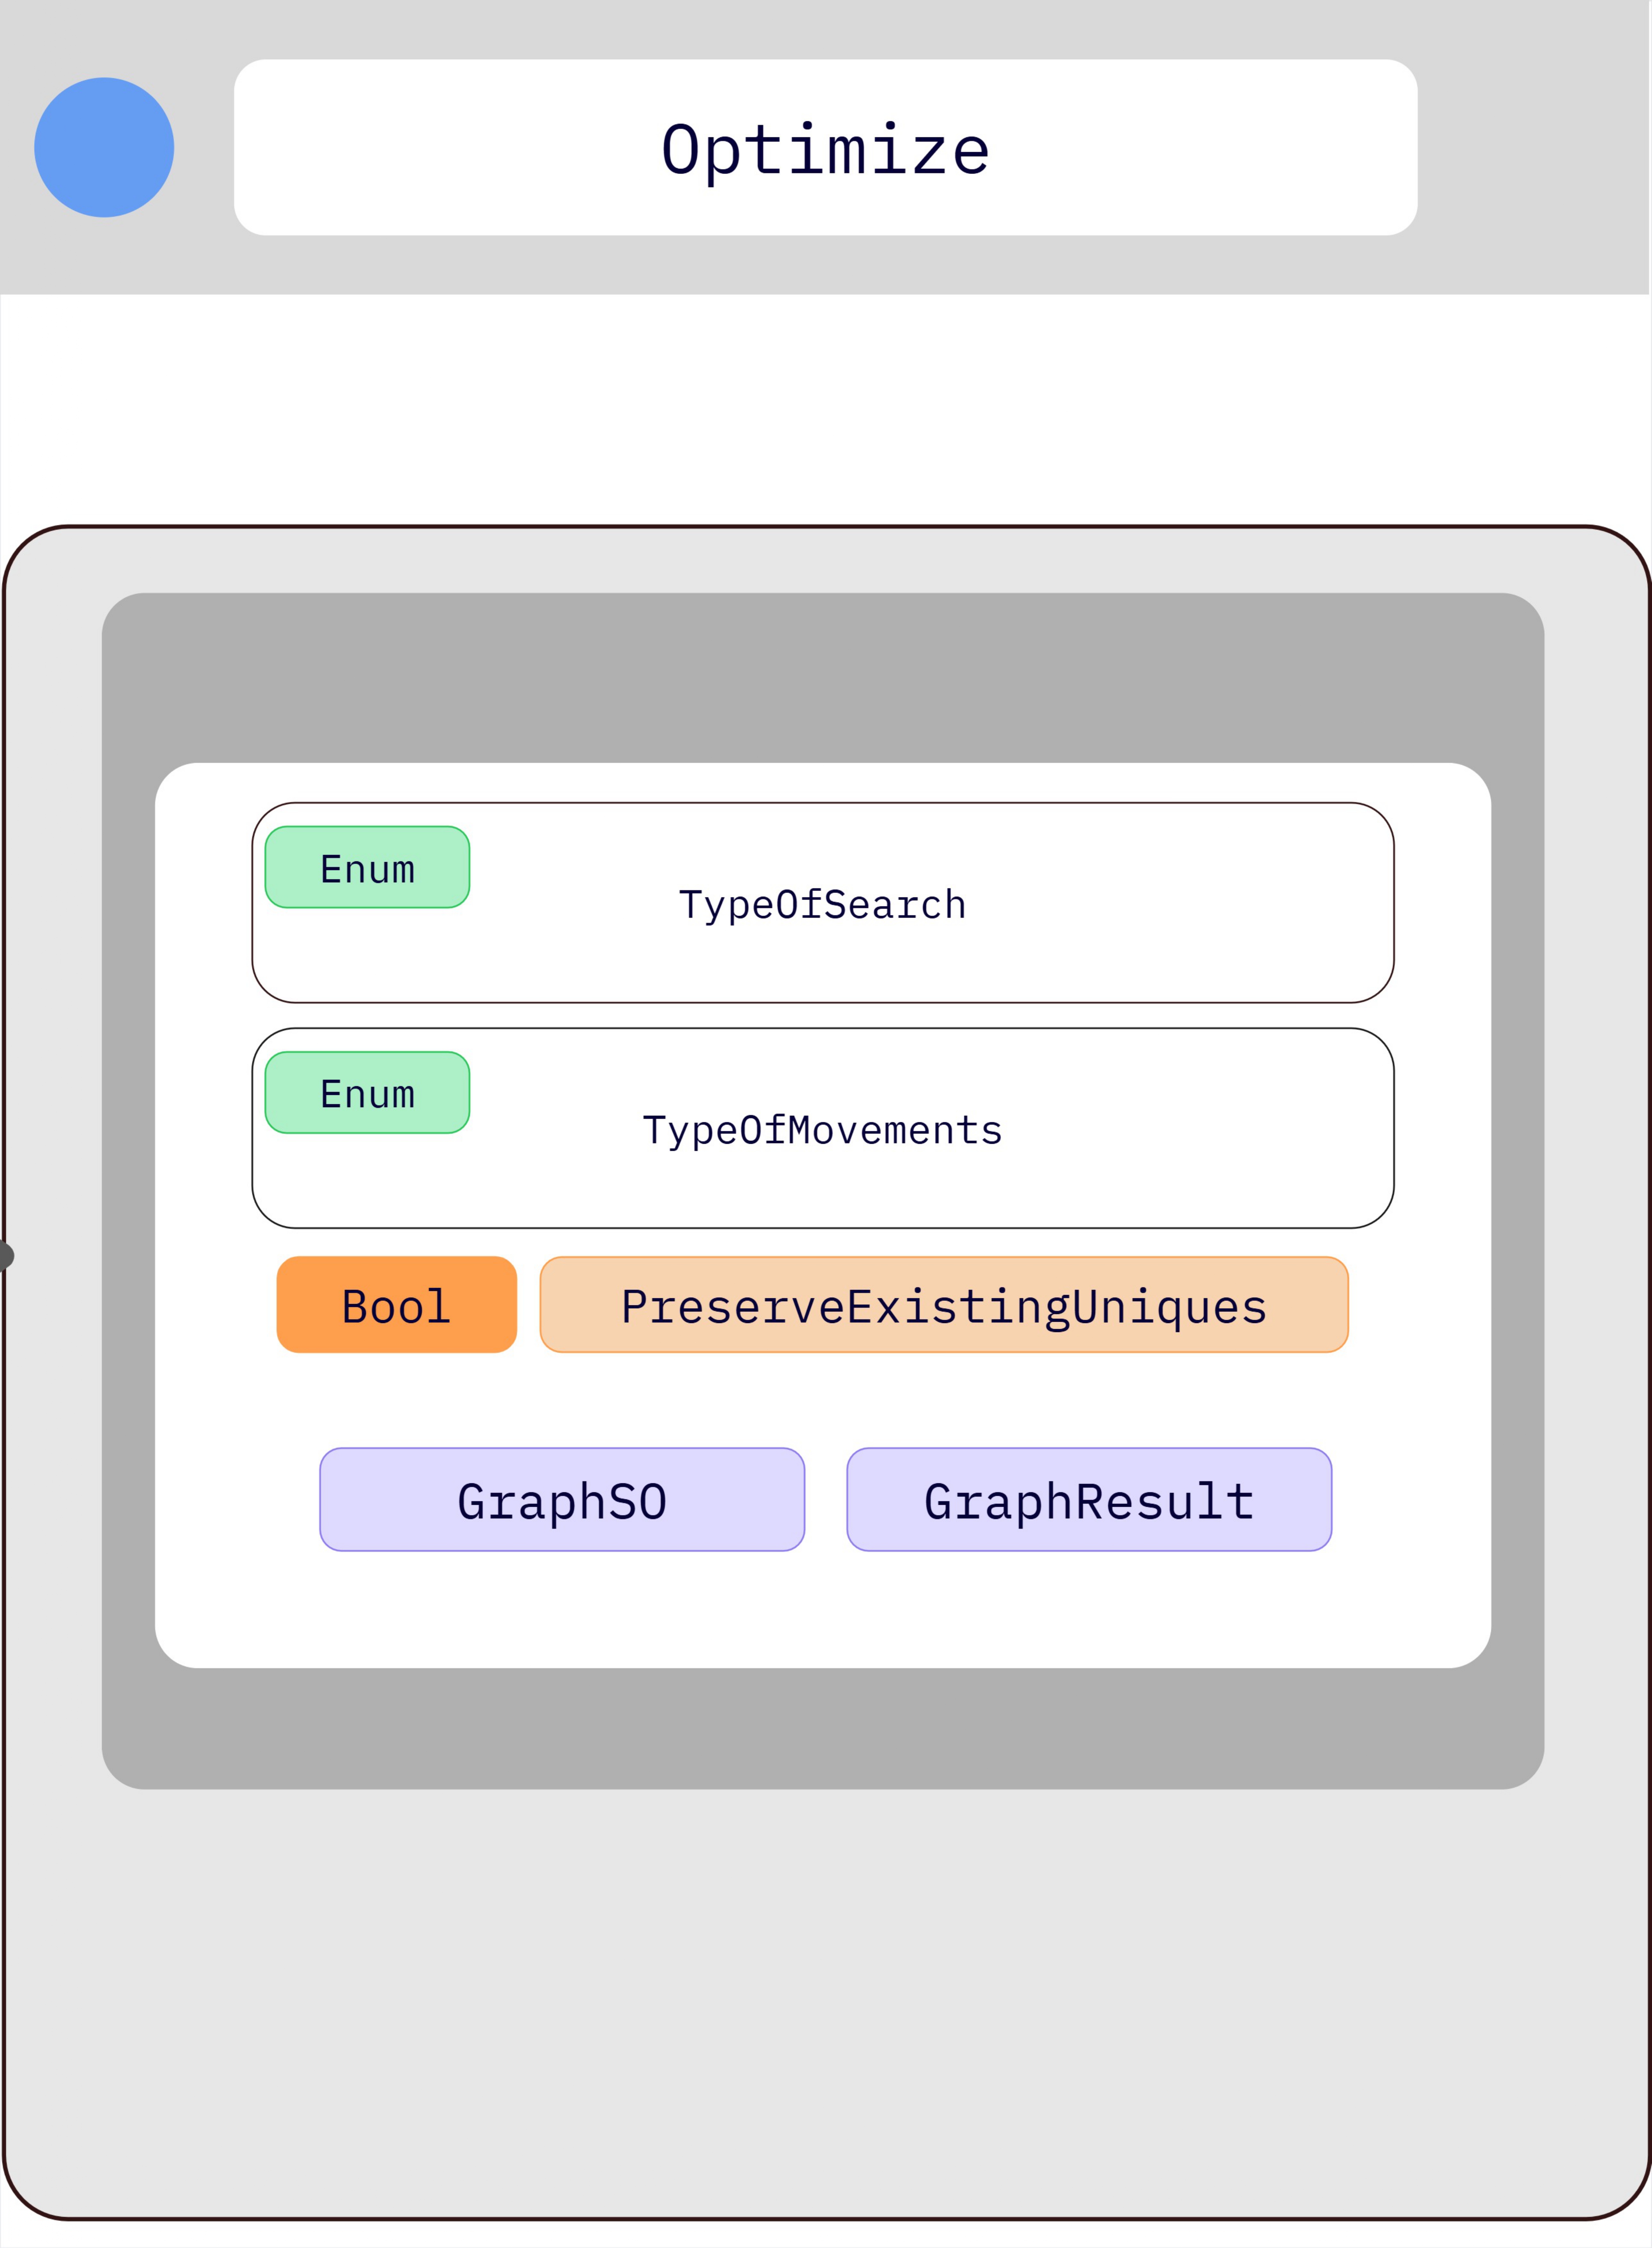 Optimize
Enum
TypeOfSearch
Enum
TypeOfMovements
Bool
PreserveExistingUniques
GraphSO
GraphResult